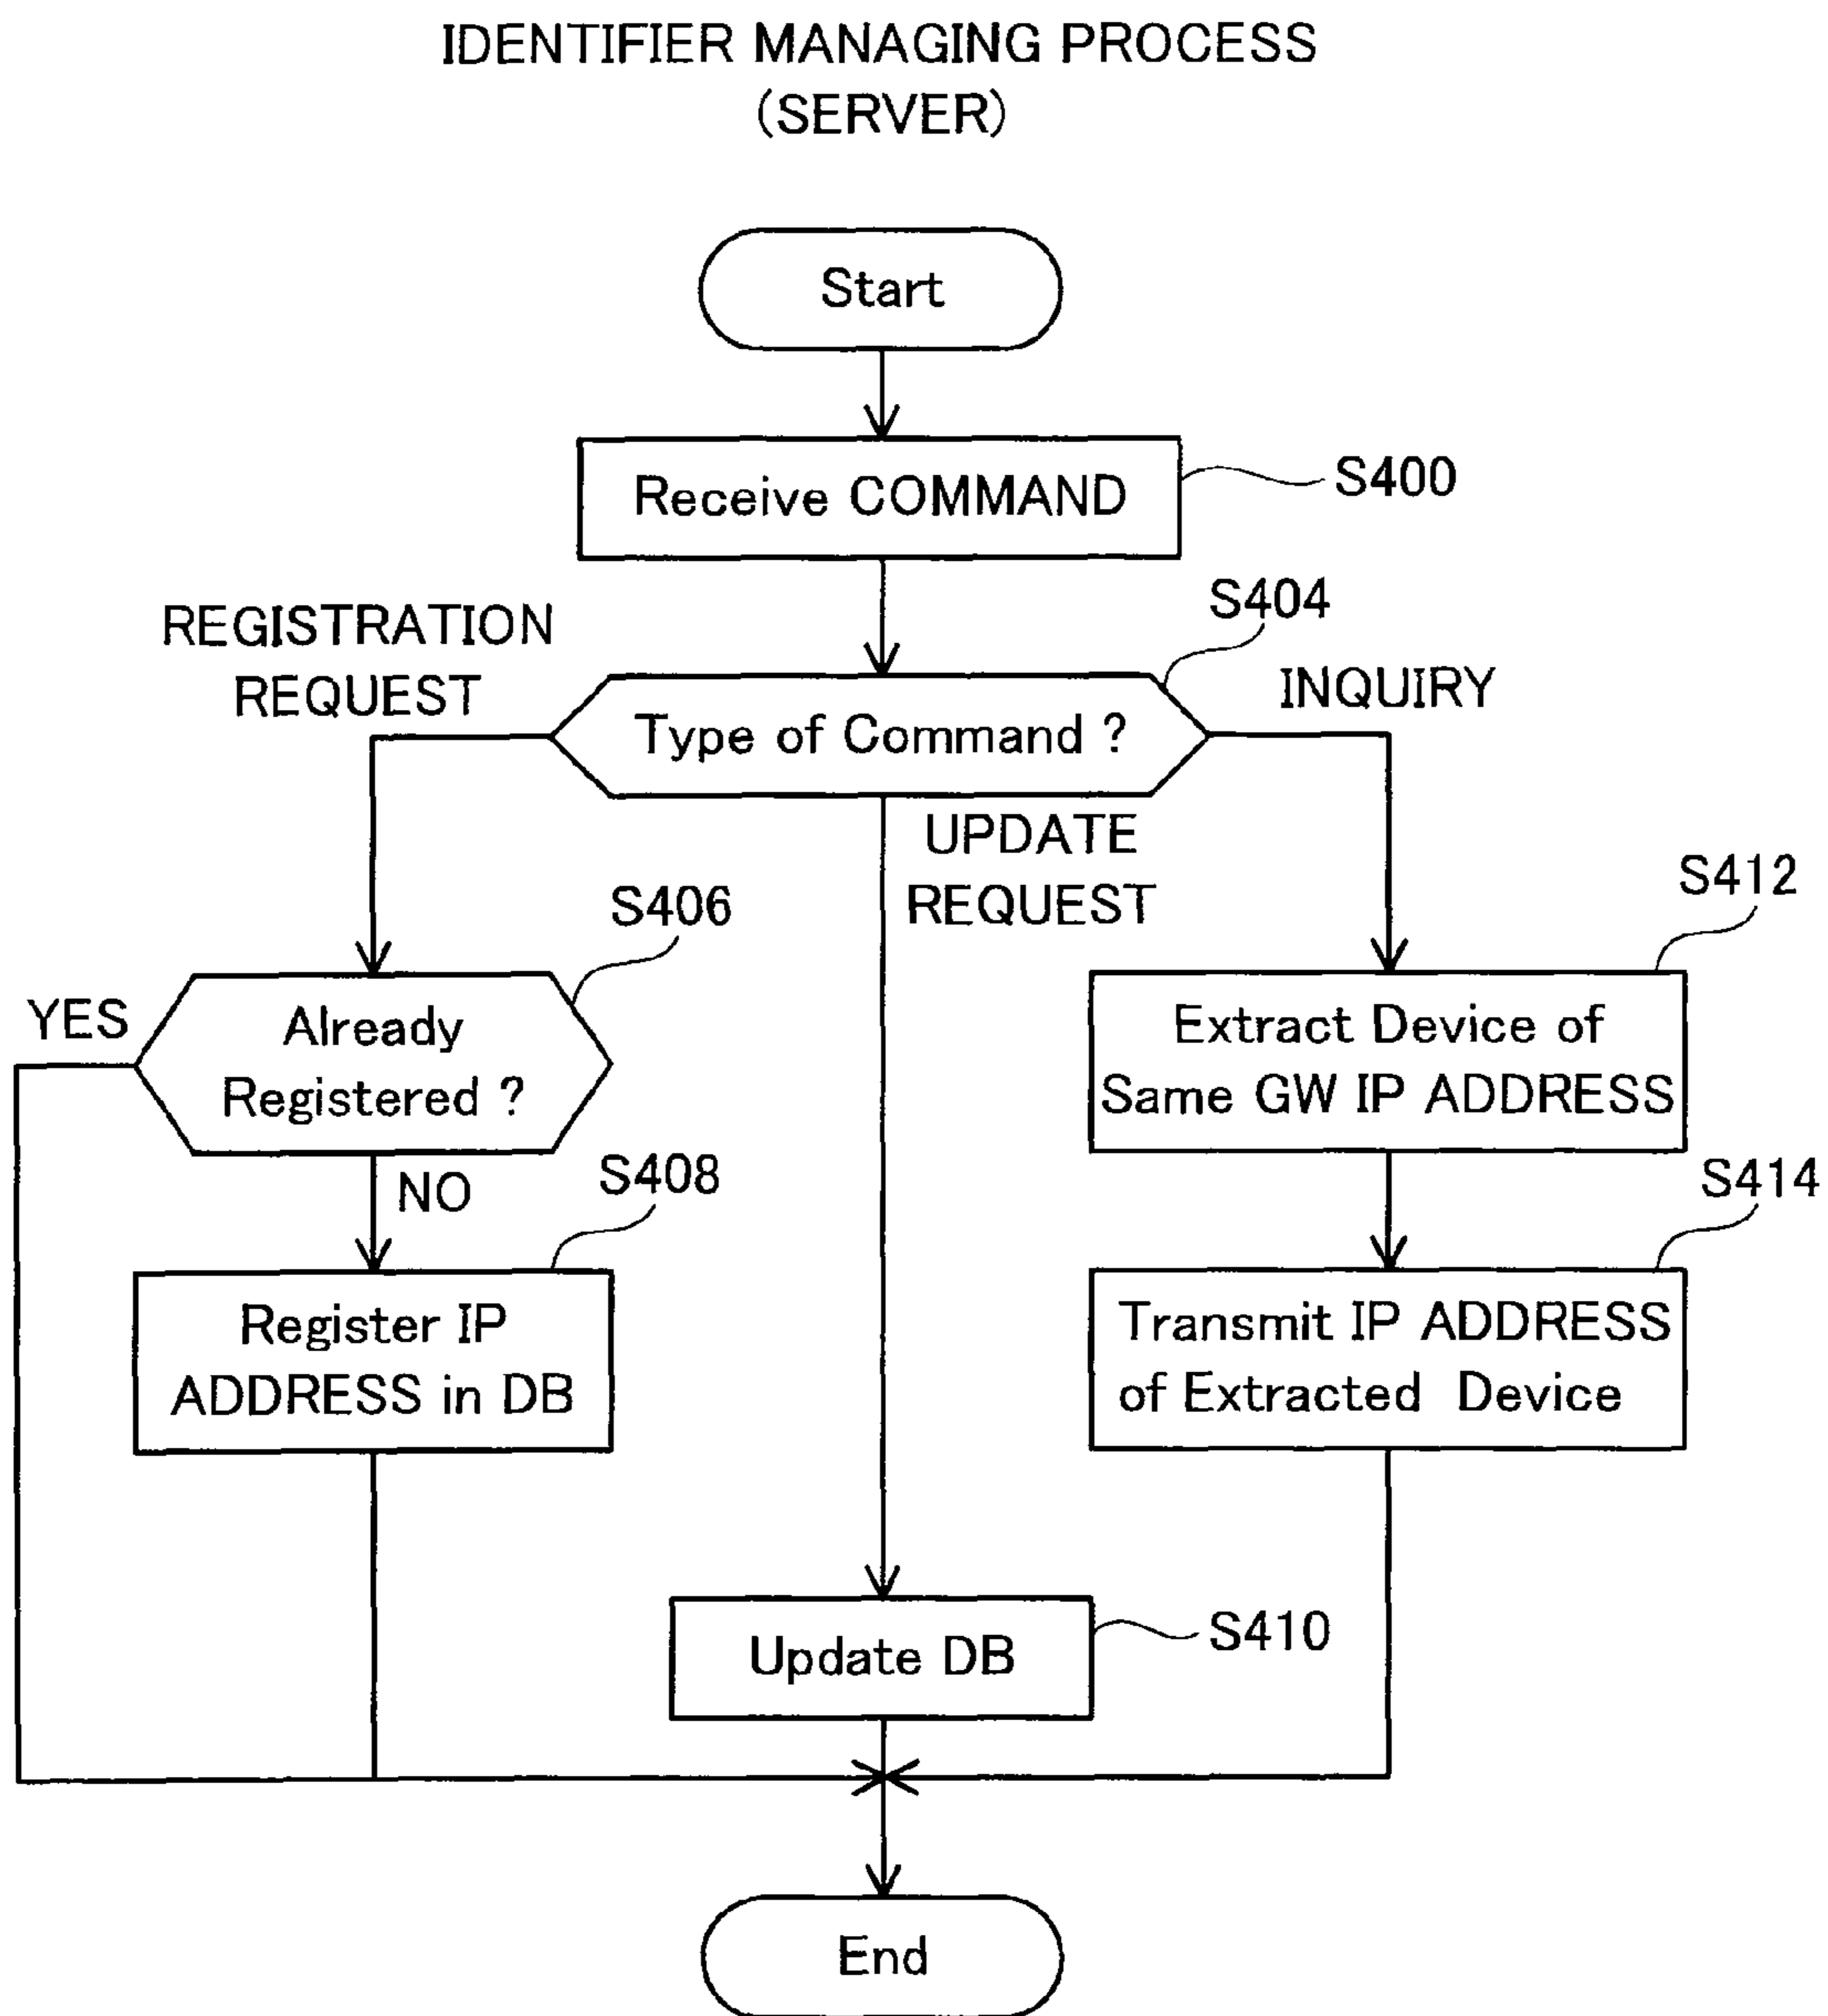 IDENTIFIER MANAGING PROCESS
(SERVER)
Start
Receive COMMAND
S400
S404
REGISTRATION
REQUEST
Type of Command ?
INQUIRY
UPDATE
REQUEST
S406
YES
Already
Registered ?
NO
S408
Register IP
ADDRESS in DB
S412
Extract Device of
Same GW IP ADDRESS
S414
Transmit IP ADDRESS
of Extracted Device
Update DB
S410
End